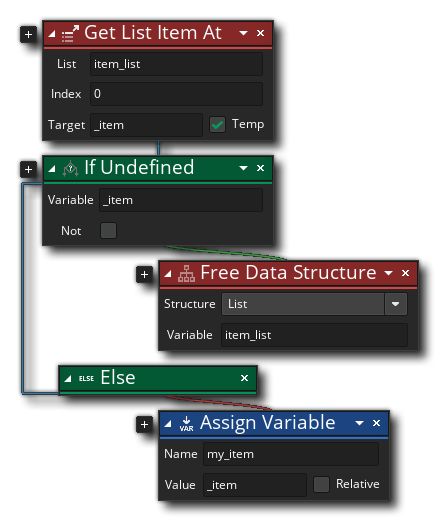 Get List Item At
List item_list
Index 0
Target _item Temp
If Undefined
Variable _item
Not
Free Data Structure
Structure List
Variable item_list
ELSE Else
VAR Assign Variable
Name my_item
Value _item Relative